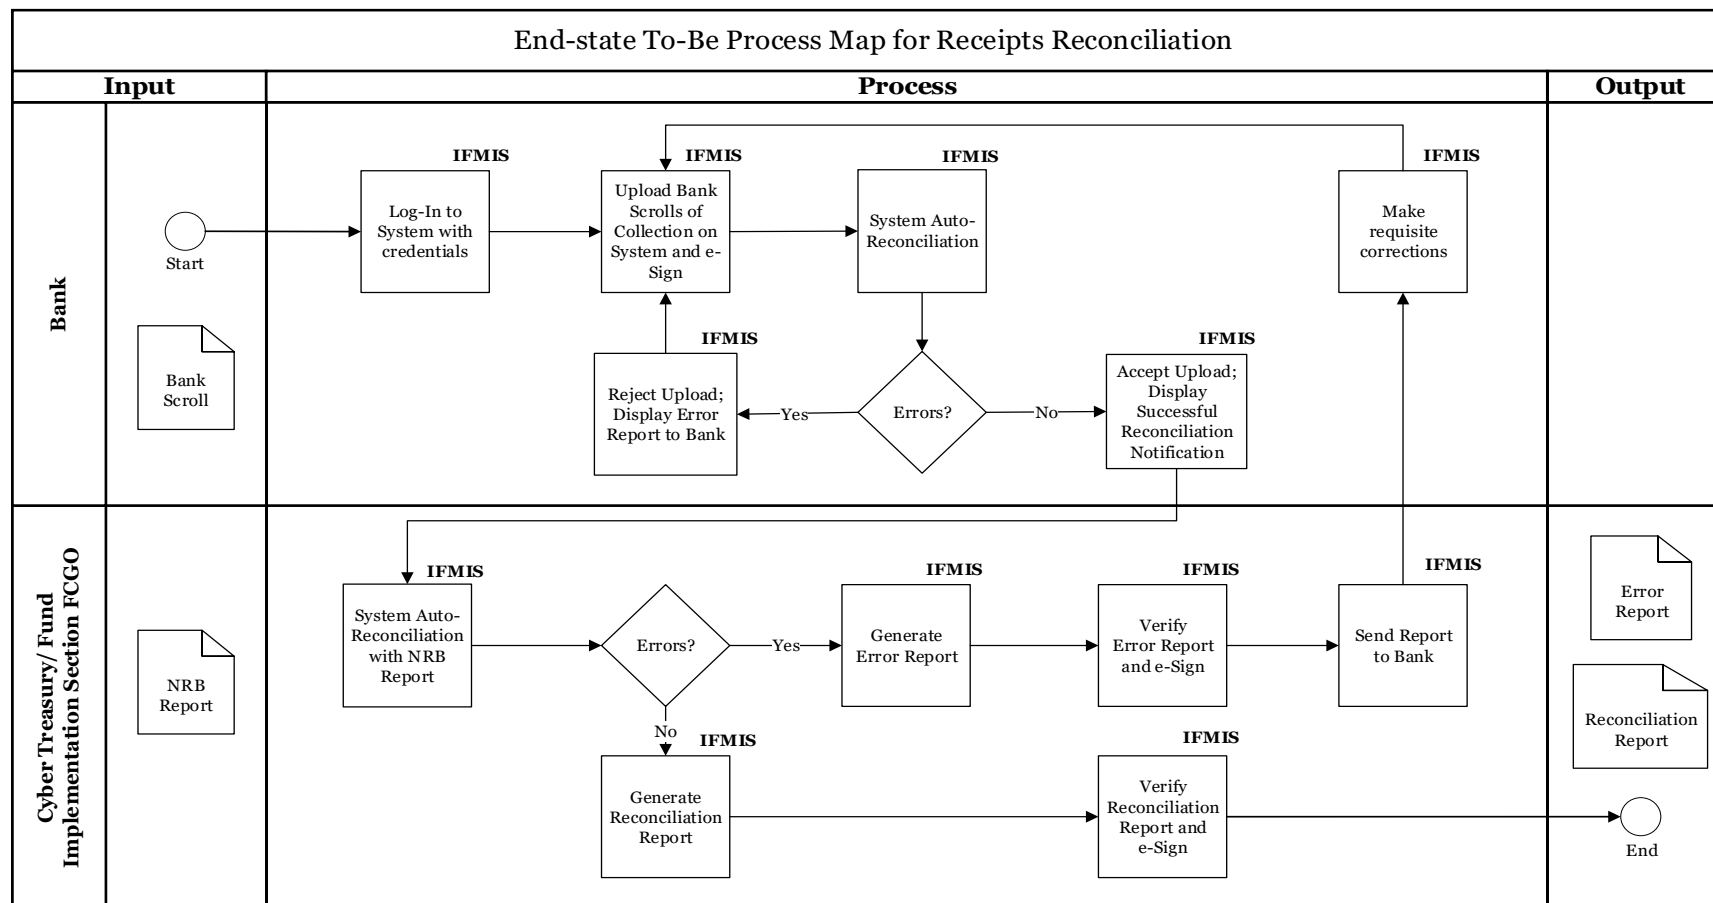 End-state To-Be Process Map for Receipts Reconciliation
Input
Process
Output
Bank
Start
Bank
Scroll
IFMIS
Log-In to
System with
credentials
IFMIS
Upload Bank
Scrolls of
Collection on
System and e-
Sign
IFMIS
System Auto-
Reconciliation
IFMIS
Make
requisite
corrections
IFMIS
Reject Upload;
Display Error
Report to Bank
Yes
Errors?
No
IFMIS
Accept Upload;
Display
Successful
Reconciliation
Notification
Cyber Treasury/ Fund
Implementation Section FCGO
NRB
Report
IFMIS
System Auto-
Reconciliation
with NRB
Report
Errors?
Yes
IFMIS
Generate
Error Report
IFMIS
Verify
Error Report
and e-Sign
IFMIS
Send Report
to Bank
No
IFMIS
Generate
Reconciliation
Report
IFMIS
Verify
Reconciliation
Report and
e-Sign
Error
Report
Reconciliation
Report
End